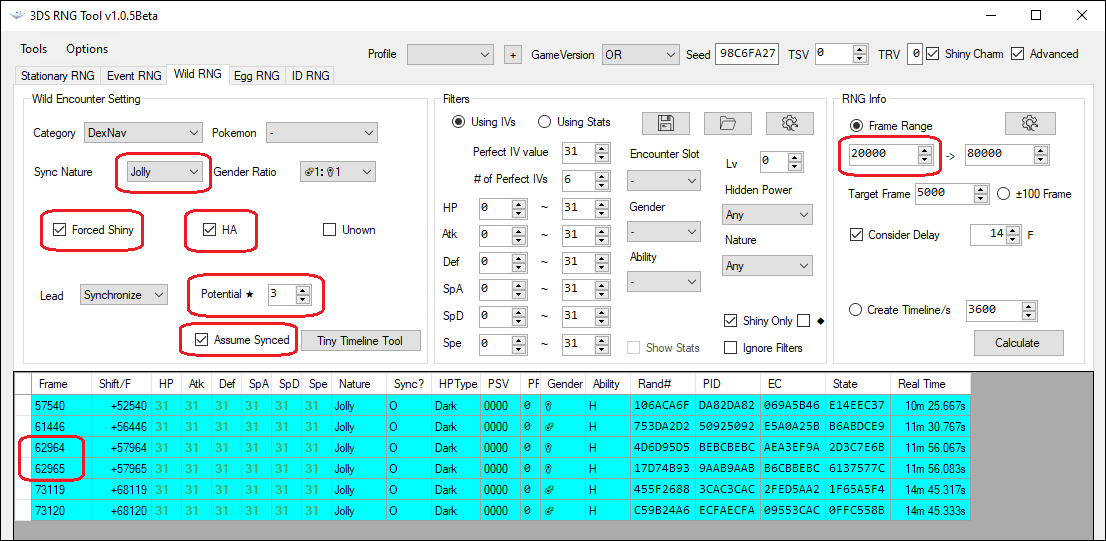 3DS RNG Tool v1.0.5Beta
Tools Options
Profile + GameVersion OR Seed 98C6FA27 TSV 0 TRV 0 Shiny Charm Advanced
Stationary RNG Event RNG Wild RNG Egg RNG ID RNG
Wild Encounter Setting
Category DexNav Pokemon -
Sync Nature Jolly Gender Ratio ♂1:♀1
Forced Shiny HA Unown
Lead Synchronize Potential ★ 3
Assume Synced Tiny Timeline Tool
Filters
Using IVs Using Stats
Perfect IV value 31
# of Perfect IVs 6
HP 0 ~ 31
Atk 0 ~ 31
Def 0 ~ 31
SpA 0 ~ 31
SpD 0 ~ 31
Spe 0 ~ 31
Encounter Slot
-
Gender
-
Ability
-
Show Stats
Lv 0
Hidden Power
Any
Nature
Any
Shiny Only ◆
Ignore Filters
RNG Info
Frame Range
20000 -> 80000
Target Frame 5000 ±100 Frame
Consider Delay 14 F
Create Timeline/s 3600
Calculate
Frame Shift/F HP Atk Def SpA SpD Spe Nature Sync? HPType PSV PF Gender Ability Rand# PID EC State Real Time
57540 +52540 31 31 31 31 31 31 Jolly O Dark 0000 0 ♀ H 106ACA6F DA82DA82 069A5B46 E14EEC37 10m 25.667s
61446 +56446 31 31 31 31 31 31 Jolly O Dark 0000 0 ♂ H 753DA2D2 50925092 E5A0A25B B6ABDCE9 11m 30.767s
62964 +57964 31 31 31 31 31 31 Jolly O Dark 0000 0 ♀ H 4D6D95D5 BEBCBEBC AEA3EF9A 2D3C7E6B 11m 56.067s
62965 +57965 31 31 31 31 31 31 Jolly O Dark 0000 0 ♀ H 17D74B93 9AAB9AAB B6CBBEBC 6137577C 11m 56.083s
73119 +68119 31 31 31 31 31 31 Jolly O Dark 0000 0 ♂ H 455F2688 3CAC3CAC 2FED5AA2 1F65A5F4 14m 45.317s
73120 +68120 31 31 31 31 31 31 Jolly O Dark 0000 0 ♂ H C59B24A6 ECFAECFA 09553CAC 0FFC558B 14m 45.333s